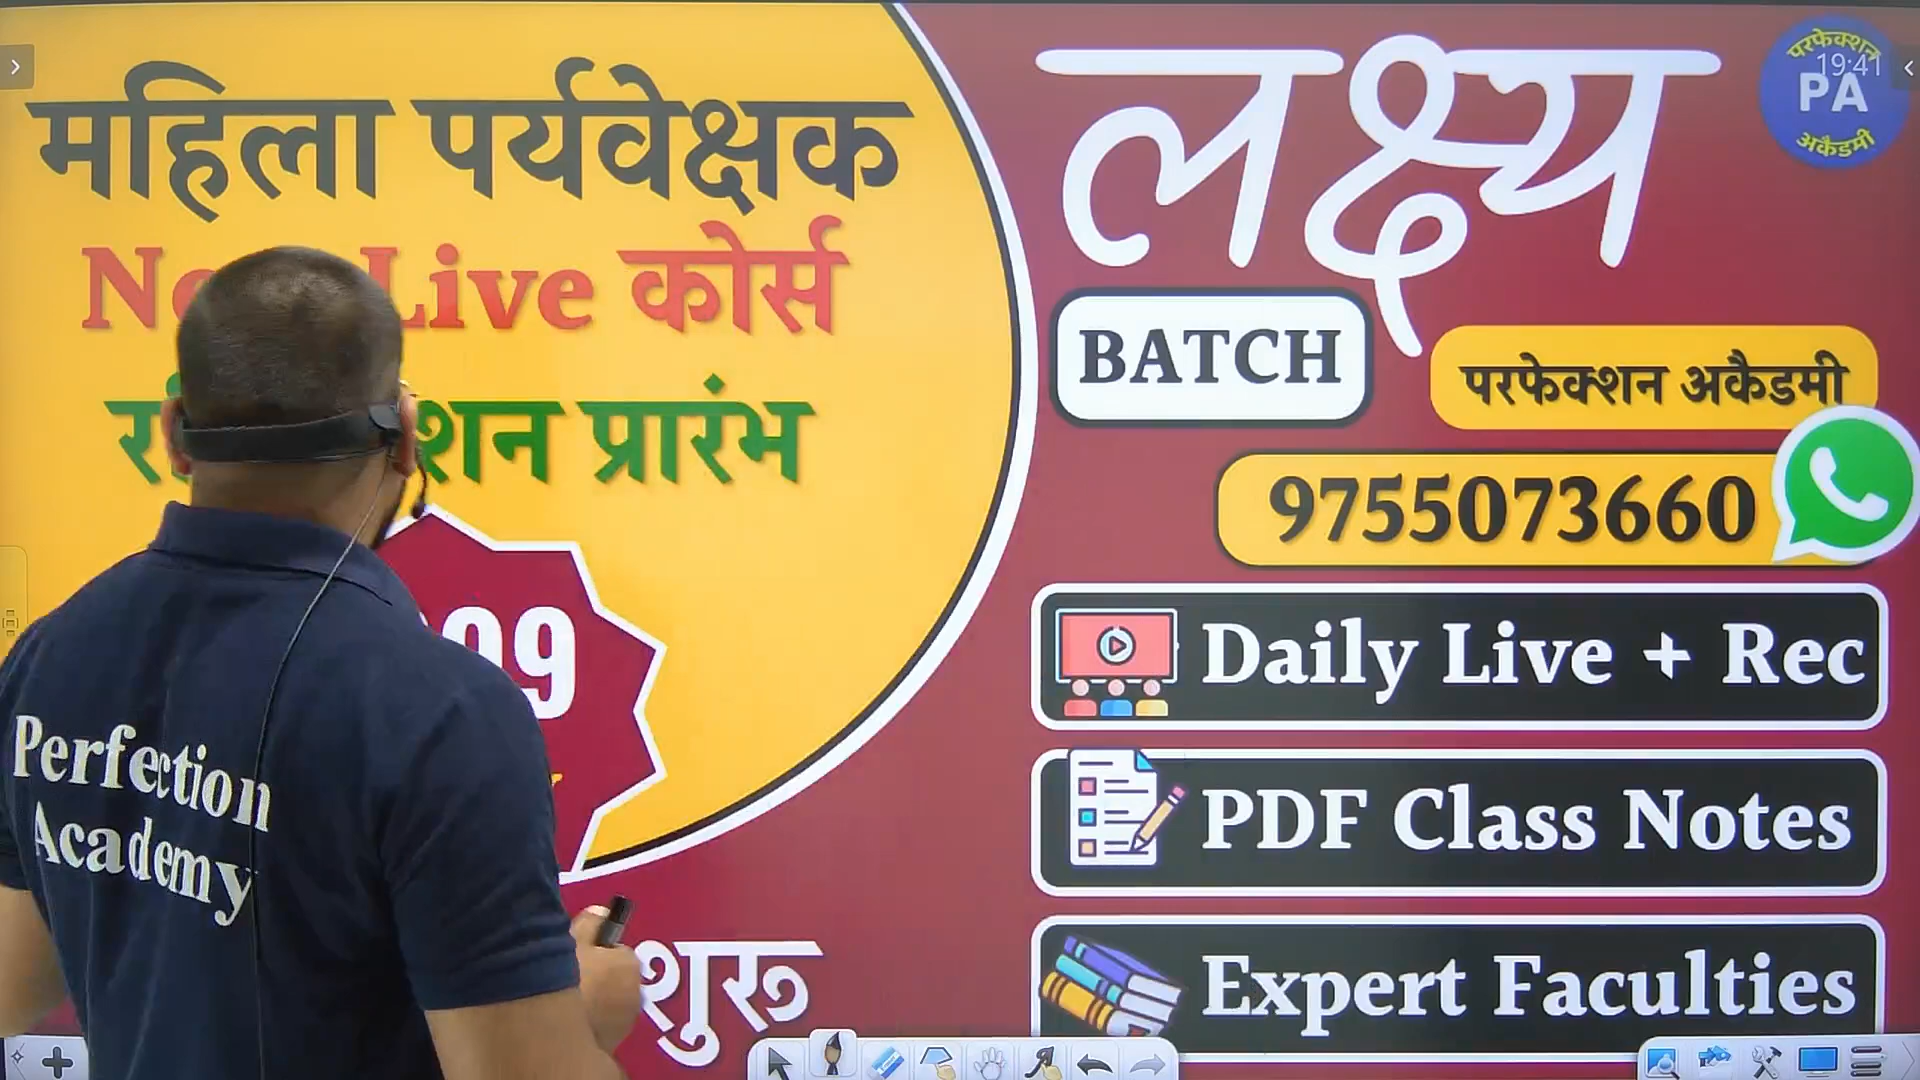 महिला पर्यवेक्षक
Live कोर्स
प्रारंभ
शुरू
Perfection
Academy
लक्ष्य
BATCH
परफेक्शन अकैडमी
9755073660
Daily Live + Rec
PDF Class Notes
Expert Faculties
परफेक्शन
19:41
PA
अकैडमी